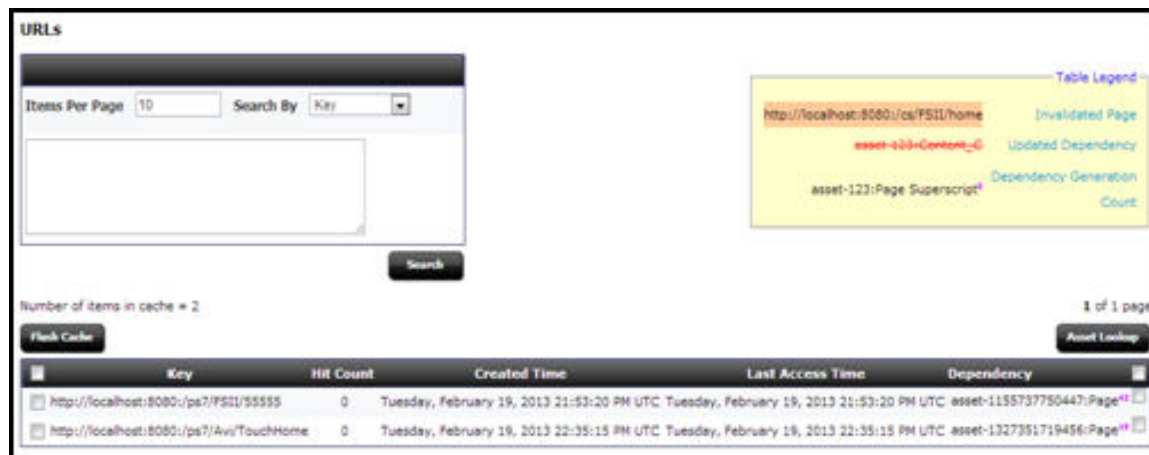 URLs
Table Legend
Items Per Page 10 Search By Key
http://localhost:8080:/cs/FSII/home Invalidated Page
asset-123:Content_C Updated Dependency
asset-123:Page Superscript Dependency Generation
Count
Search
Number of items in cache = 2
1 of 1 page
Flush Cache
Asset Lookup
Key Hit Count Created Time Last Access Time Dependency
http://localhost:8080:/ps7/FSII/55555 0 Tuesday, February 19, 2013 21:53:20 PM UTC Tuesday, February 19, 2013 21:53:20 PM UTC asset-1155737750447:Page
http://localhost:8080:/ps7/Avi/TouchHome 0 Tuesday, February 19, 2013 22:35:15 PM UTC Tuesday, February 19, 2013 22:35:15 PM UTC asset-1327351719456:Page